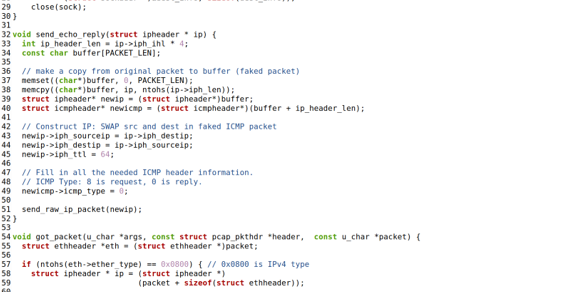 29 close(sock);
30 }
31
32 void send_echo_reply(struct ipheader * ip) {
33 int ip_header_len = ip->iph_ihl * 4;
34 const char buffer[PACKET_LEN];
35
36 // make a copy from original packet to buffer (faked packet)
37 memset((char*)buffer, 0, PACKET_LEN);
38 memcpy((char*)buffer, ip, ntohs(ip->iph_len));
39 struct ipheader* newip = (struct ipheader*)buffer;
40 struct icmpheader* newicmp = (struct icmpheader*)(buffer + ip_header_len);
41
42 // Construct IP: SWAP src and dest in faked ICMP packet
43 newip->iph_sourceip = ip->iph_destip;
44 newip->iph_destip = ip->iph_sourceip;
45 newip->iph_ttl = 64;
46
47 // Fill in all the needed ICMP header information.
48 // ICMP Type: 8 is request, 0 is reply.
49 newicmp->icmp_type = 0;
50
51 send_raw_ip_packet(newip);
52 }
53
54 void got_packet(u_char *args, const struct pcap_pkthdr *header, const u_char *packet) {
55 struct ethheader *eth = (struct ethheader *)packet;
56
57 if (ntohs(eth->ether_type) == 0x0800) { // 0x0800 is IPv4 type
58 struct ipheader * ip = (struct ipheader *)
59 (packet + sizeof(struct ethheader));